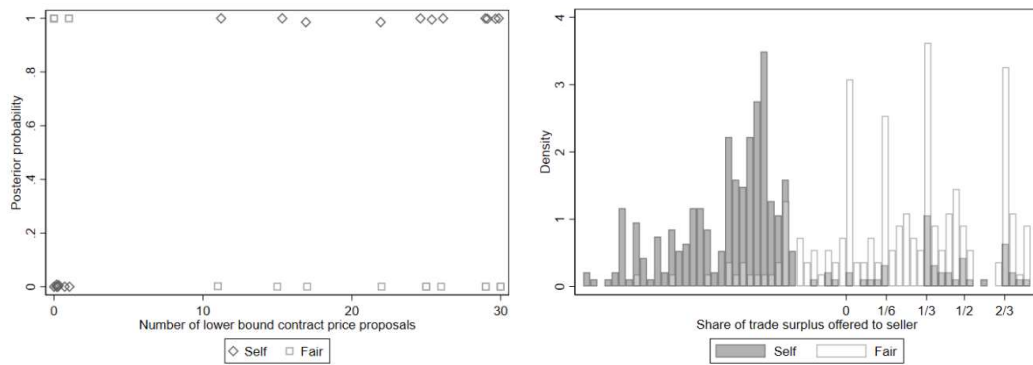 Posterior probability
1
.8
.6
.4
.2
0
0 10 20 30
Number of lower bound contract price proposals
Self Fair
Density
4
3
2
1
0
0 1/6 1/3 1/2 2/3
Share of trade surplus offered to seller
Self Fair